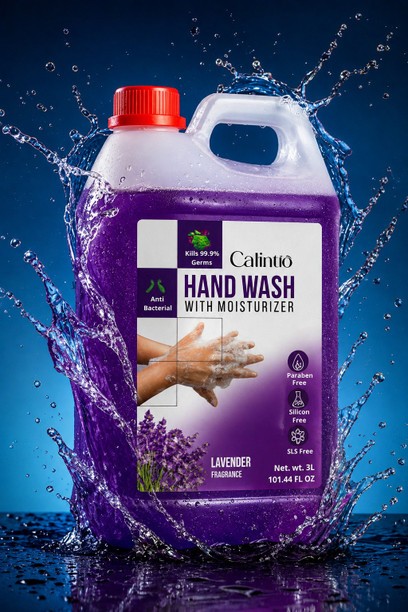 Kills 99.9%
Germs
Calintro
Anti
Bacterial
HAND WASH
WITH MOISTURIZER
Paraben
Free
Silicon
Free
SLS Free
LAVENDER
FRAGRANCE
Net. wt. 3L
101.44 FL OZ